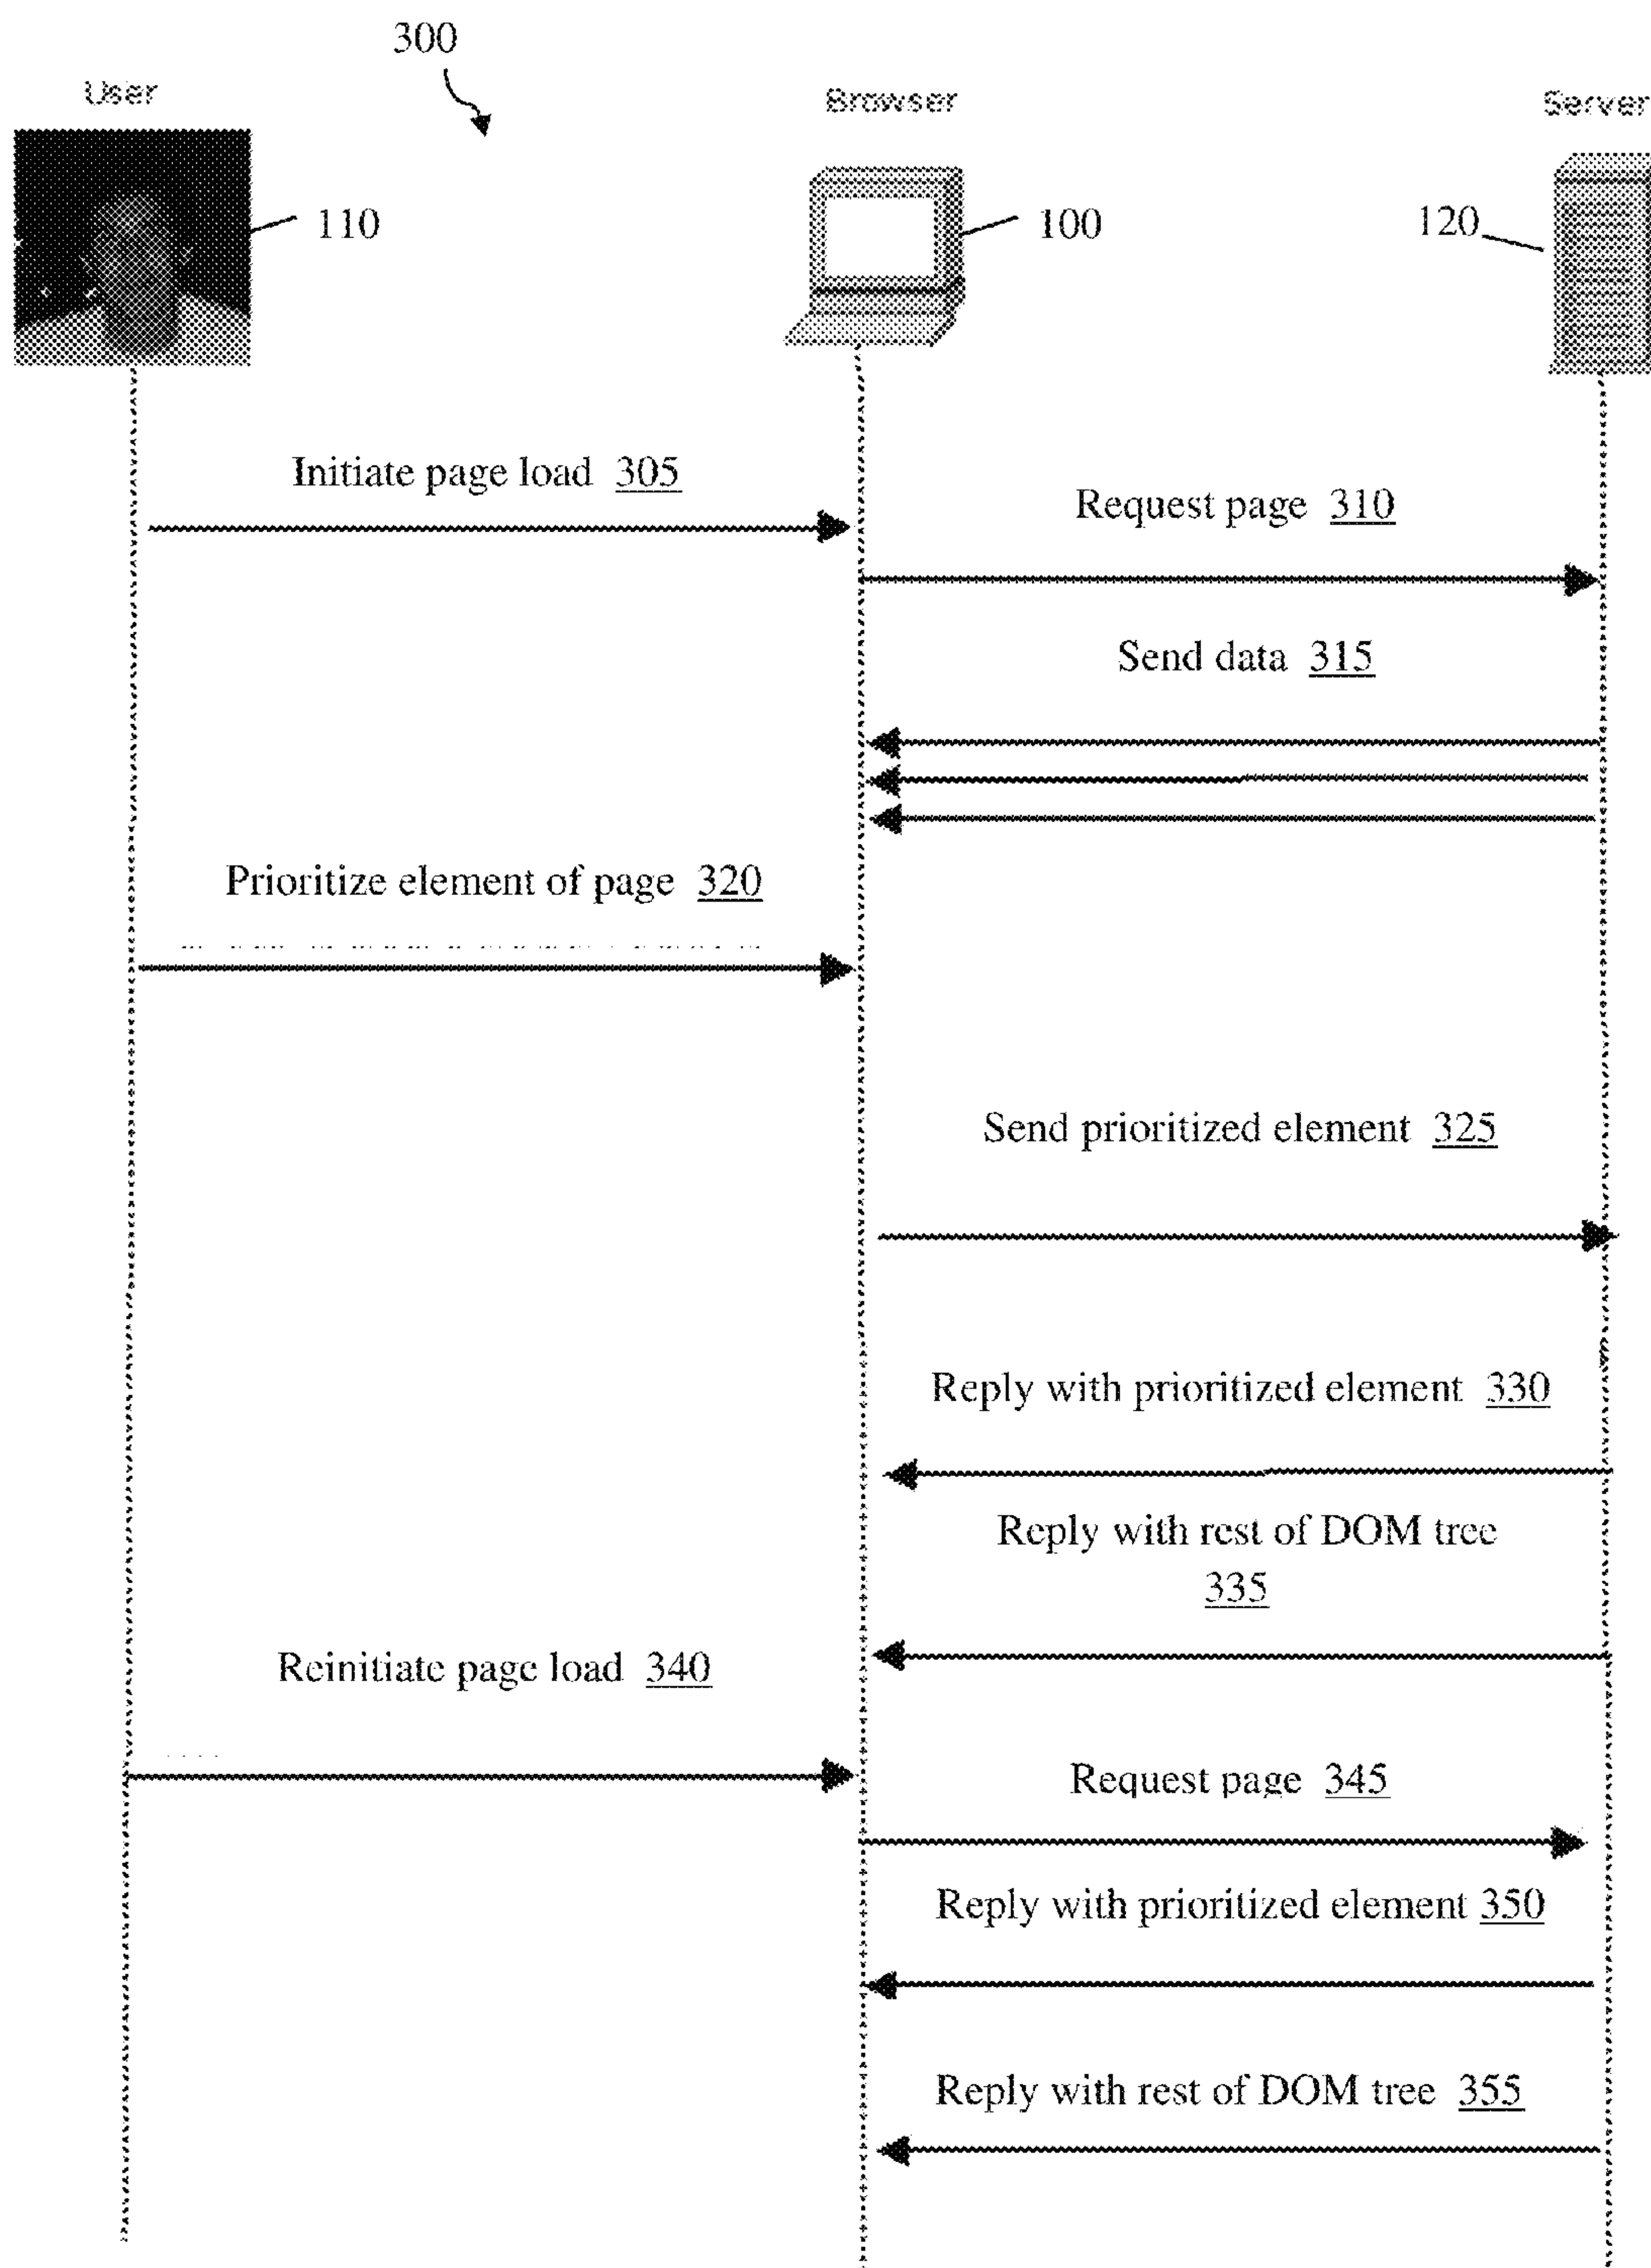 300
User
Browser
Server
110
100
120
Initiate page load 305
Request page 310
Send data 315
Prioritize element of page 320
Send prioritized element 325
Reply with prioritized element 330
Reply with rest of DOM tree
335
Reinitiate page load 340
Request page 345
Reply with prioritized element 350
Reply with rest of DOM tree 355